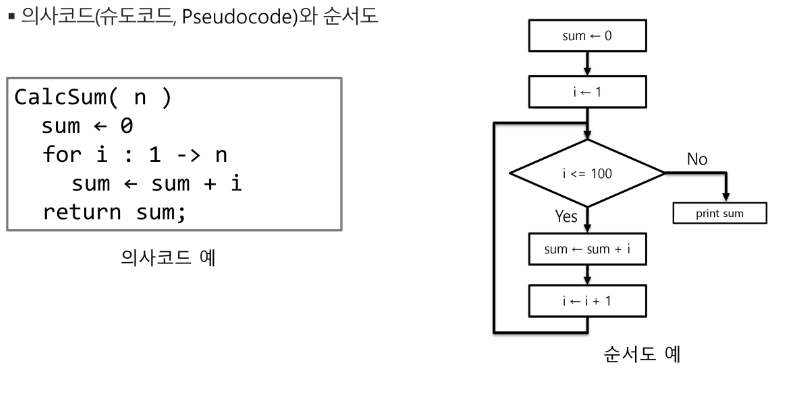 ▪ 의사코드(슈도코드, Pseudocode)와 순서도
CalcSum( n )
sum ← 0
for i : 1 -> n
sum ← sum + i
return sum;
의사코드 예
sum ← 0
i ← 1
i <= 100
No
print sum
Yes
sum ← sum + i
i ← i + 1
순서도 예